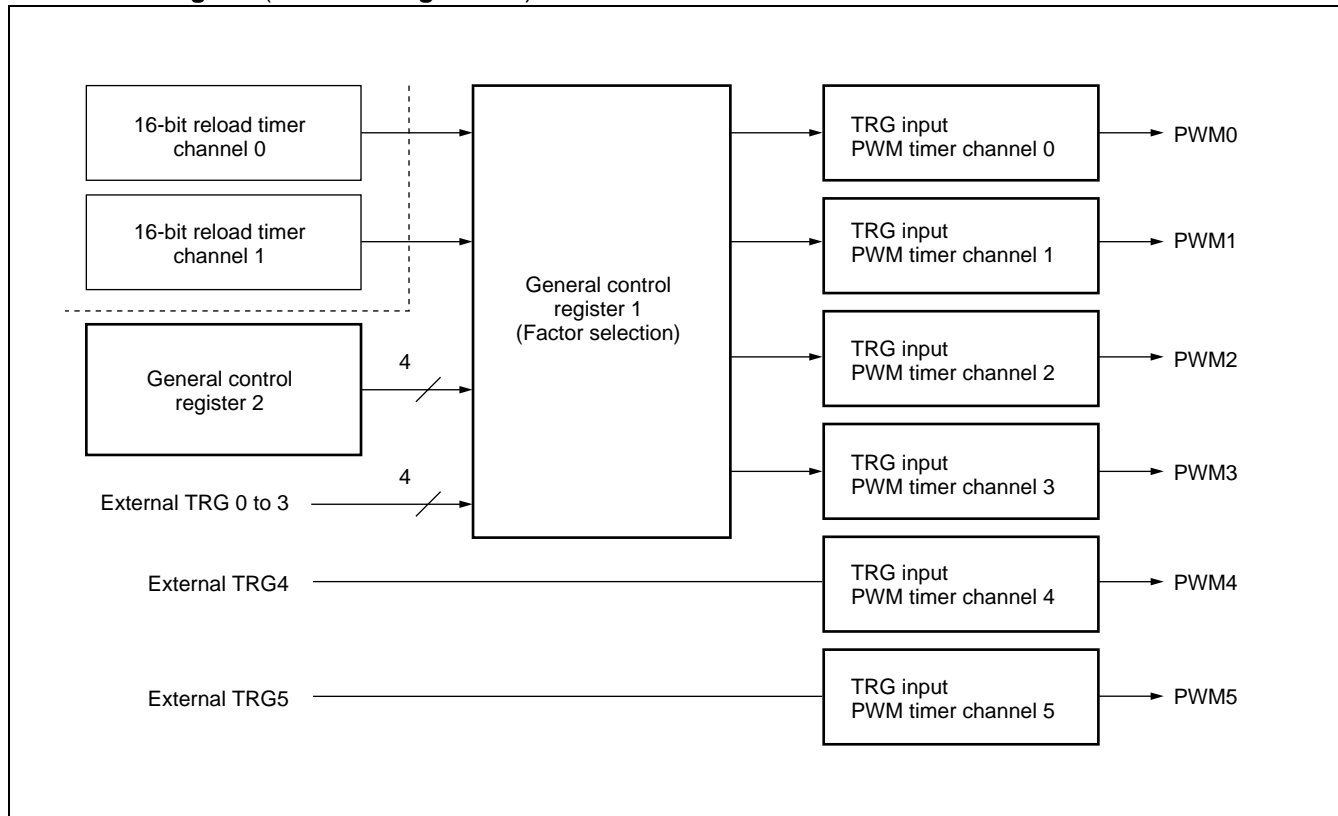 16-bit reload timer
channel 0
16-bit reload timer
channel 1
General control
register 2
4
External TRG 0 to 3
4
External TRG4
External TRG5
General control
register 1
(Factor selection)
TRG input
PWM timer channel 0
PWM0
TRG input
PWM timer channel 1
PWM1
TRG input
PWM timer channel 2
PWM2
TRG input
PWM timer channel 3
PWM3
TRG input
PWM timer channel 4
PWM4
TRG input
PWM timer channel 5
PWM5